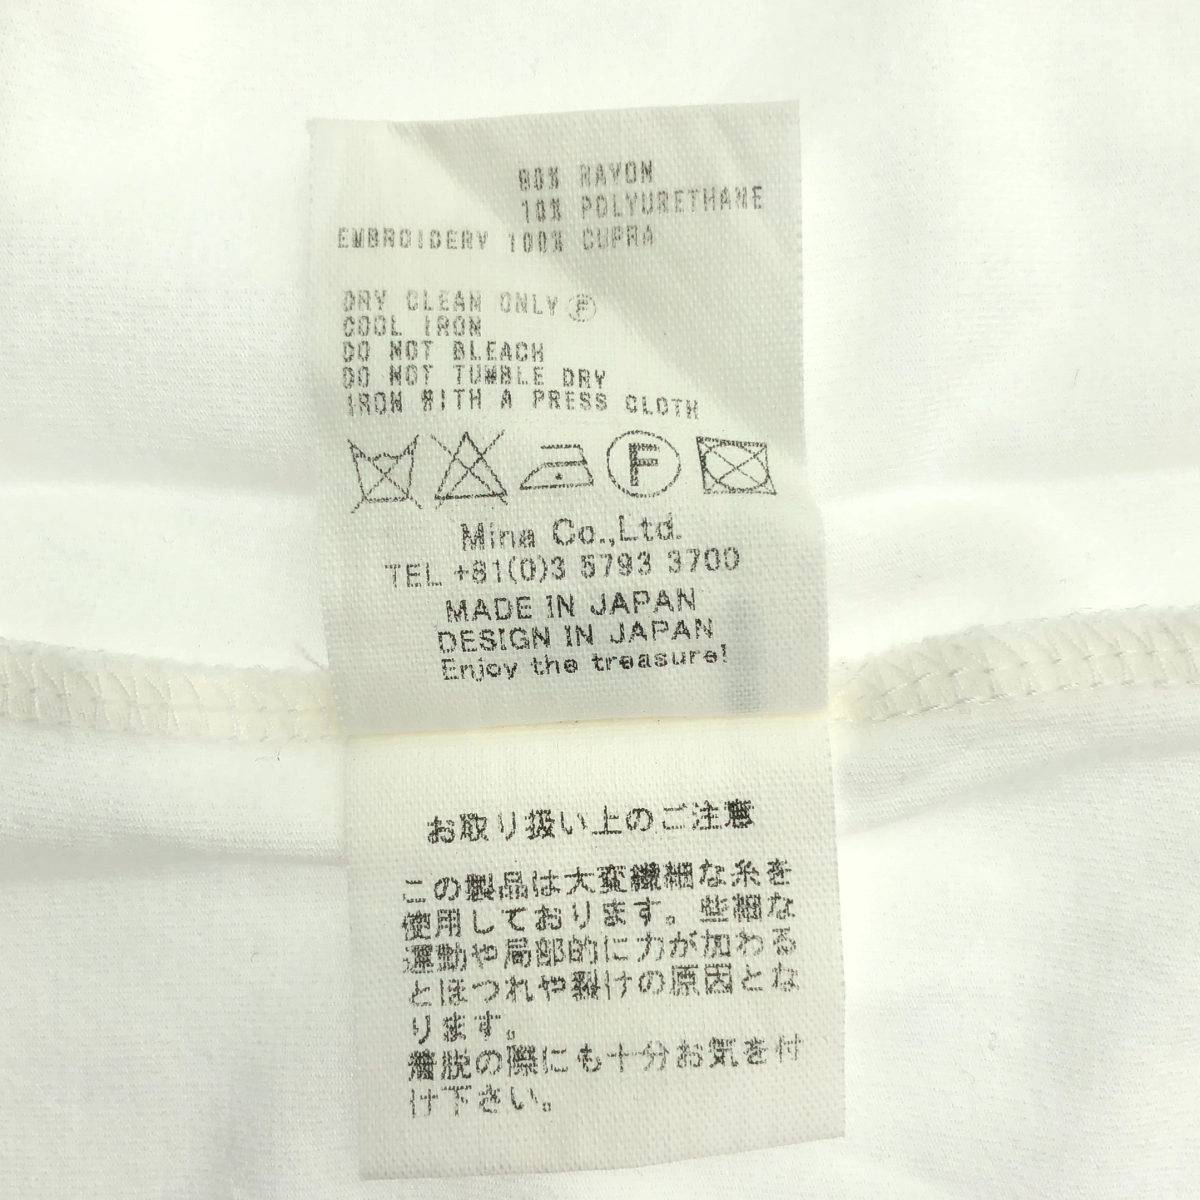 90% RAYON
10% POLYURETHANE
EMBROIDERY 100% CUPRA
DRY CLEAN ONLY Ⓕ
COOL IRON
DO NOT BLEACH
DO NOT TUMBLE DRY
IRON WITH A PRESS CLOTH
F
Mina Co.,Ltd.
TEL +81(0)3 5793 3700
MADE IN JAPAN
DESIGN IN JAPAN
Enjoy the treasure!
お取り扱い上のご注意
この製品は大変繊細な糸を
使用しております。些細な
運動や局部的に力が加わる
とほつれや裂けの原因とな
ります。
着脱の際にも十分お気を付
け下さい。